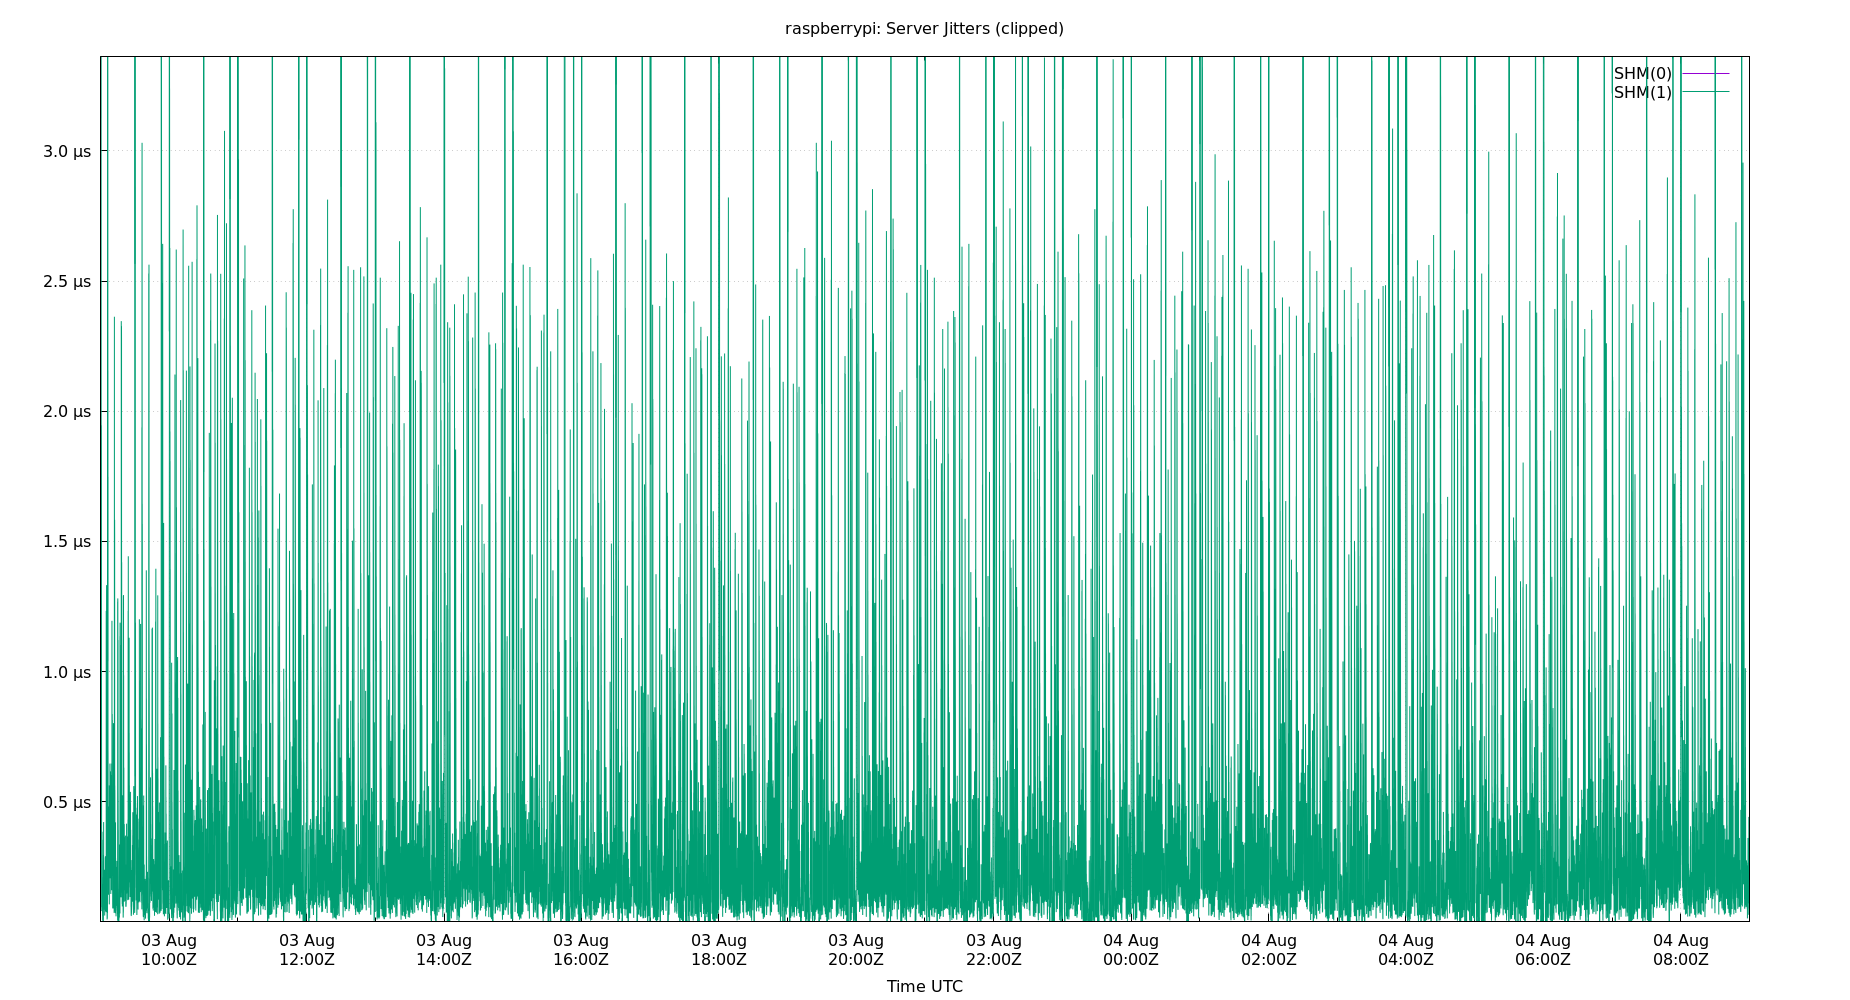 raspberrypi: Server Jitters (clipped)
SHM(0)
SHM(1)
3.0 μs
2.5 μs
2.0 μs
1.5 μs
1.0 μs
0.5 μs
03 Aug 03 Aug 03 Aug 03 Aug 03 Aug 03 Aug 03 Aug 04 Aug 04 Aug 04 Aug 04 Aug 04 Aug
10:00Z 12:00Z 14:00Z 16:00Z 18:00Z 20:00Z 22:00Z 00:00Z 02:00Z 04:00Z 06:00Z 08:00Z
Time UTC